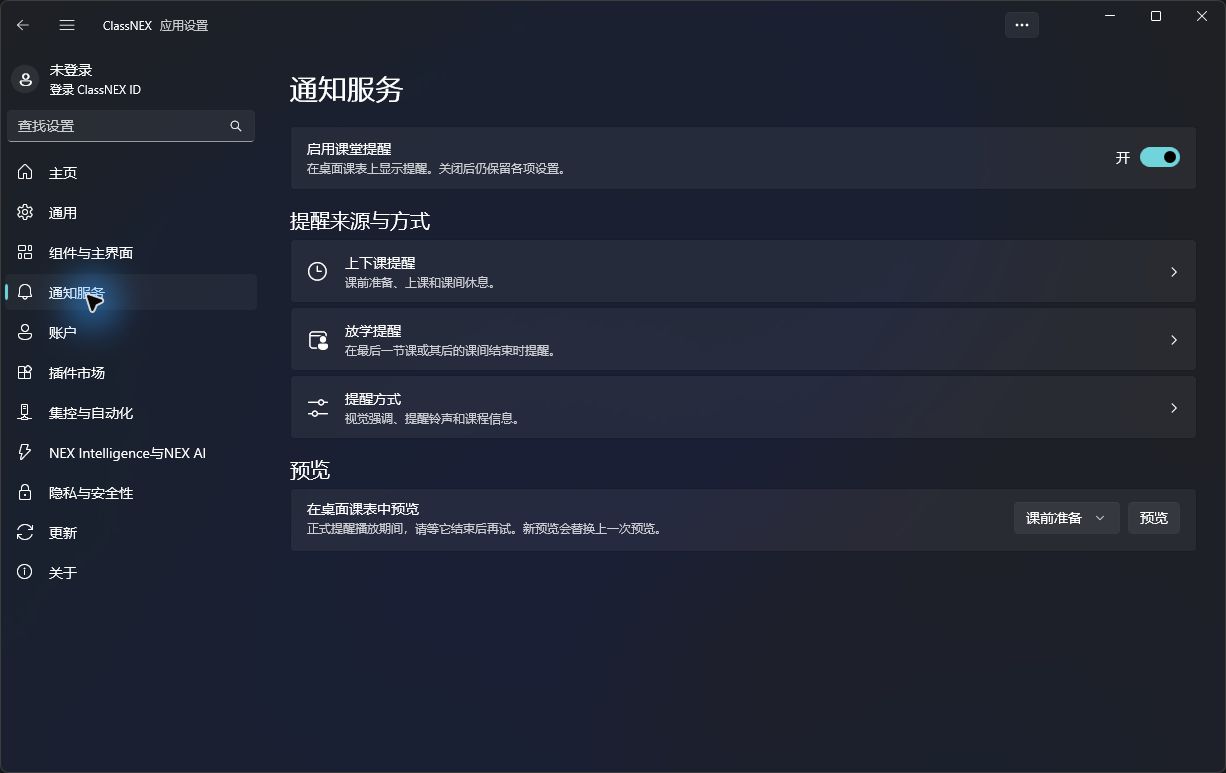 ClassNEX 应用设置
未登录
登录 ClassNEX ID
查找设置
主页
通用
组件与主界面
通知服务
账户
插件市场
集控与自动化
NEX Intelligence与NEX AI
隐私与安全性
更新
关于
通知服务
启用课堂提醒
在桌面课表上显示提醒。关闭后仍保留各项设置。
开
提醒来源与方式
上下课提醒
课前准备、上课和课间休息。
放学提醒
在最后一节课或其后的课间结束时提醒。
提醒方式
视觉强调、提醒铃声和课程信息。
预览
在桌面课表中预览
正式提醒播放期间，请等它结束后再试。新预览会替换上一次预览。
课前准备
预览